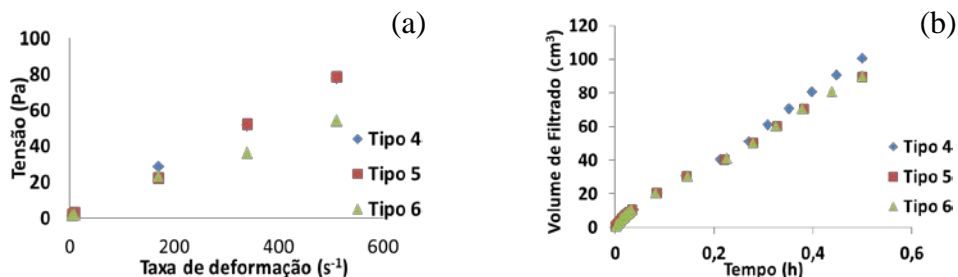 (a)
Tensão (Pa)
100
80
60
40
20
0
0
200
400
600
Taxa de deformação (s⁻¹)
Tipo 4
Tipo 5
Tipo 6
(b)
Volume de Filtrado (cm³)
120
100
80
60
40
20
0
0
0,2
0,4
0,6
Tempo (h)
Tipo 4
Tipo 5
Tipo 6